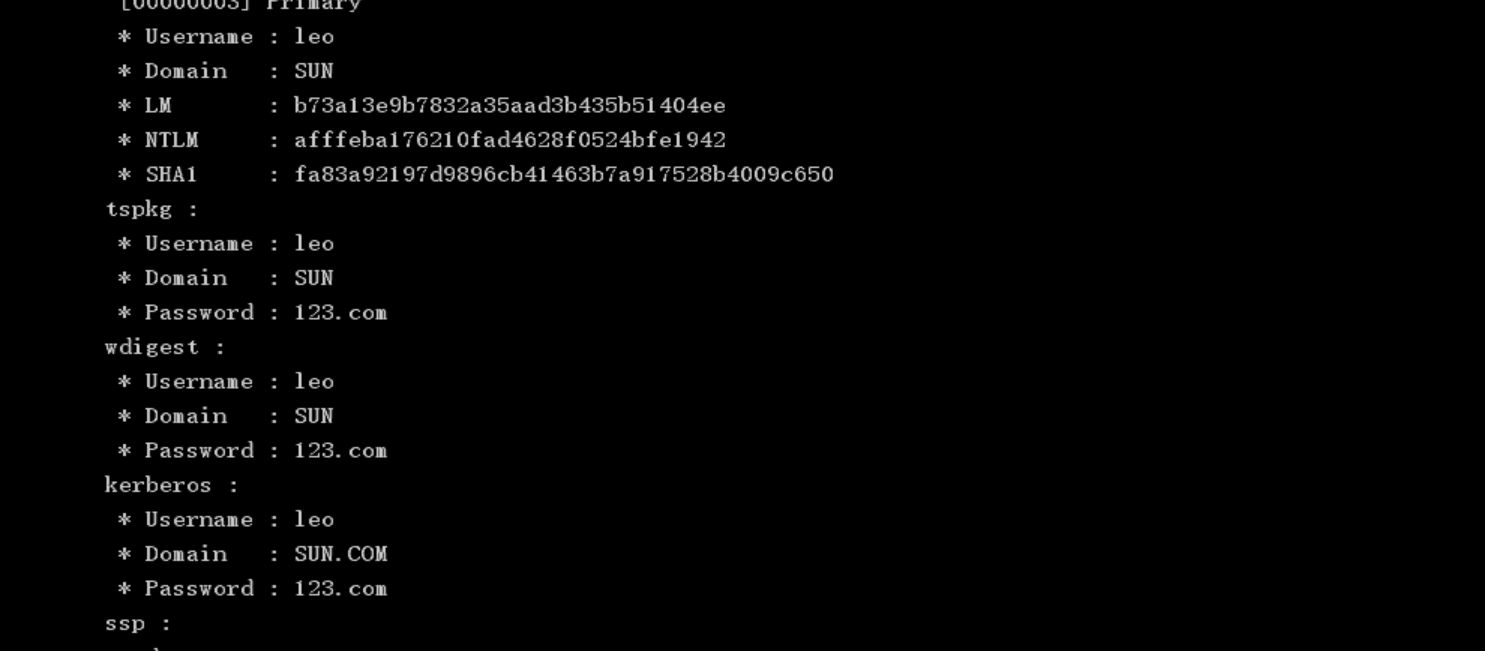 [00000003] Primary
* Username : leo
* Domain : SUN
* LM : b73a13e9b7832a35aad3b435b51404ee
* NTLM : afffeba176210fad4628f0524bfe1942
* SHA1 : fa83a92197d9896cb41463b7a917528b4009c650
tspkg :
* Username : leo
* Domain : SUN
* Password : 123.com
wdigest :
* Username : leo
* Domain : SUN
* Password : 123.com
kerberos :
* Username : leo
* Domain : SUN.COM
* Password : 123.com
ssp :